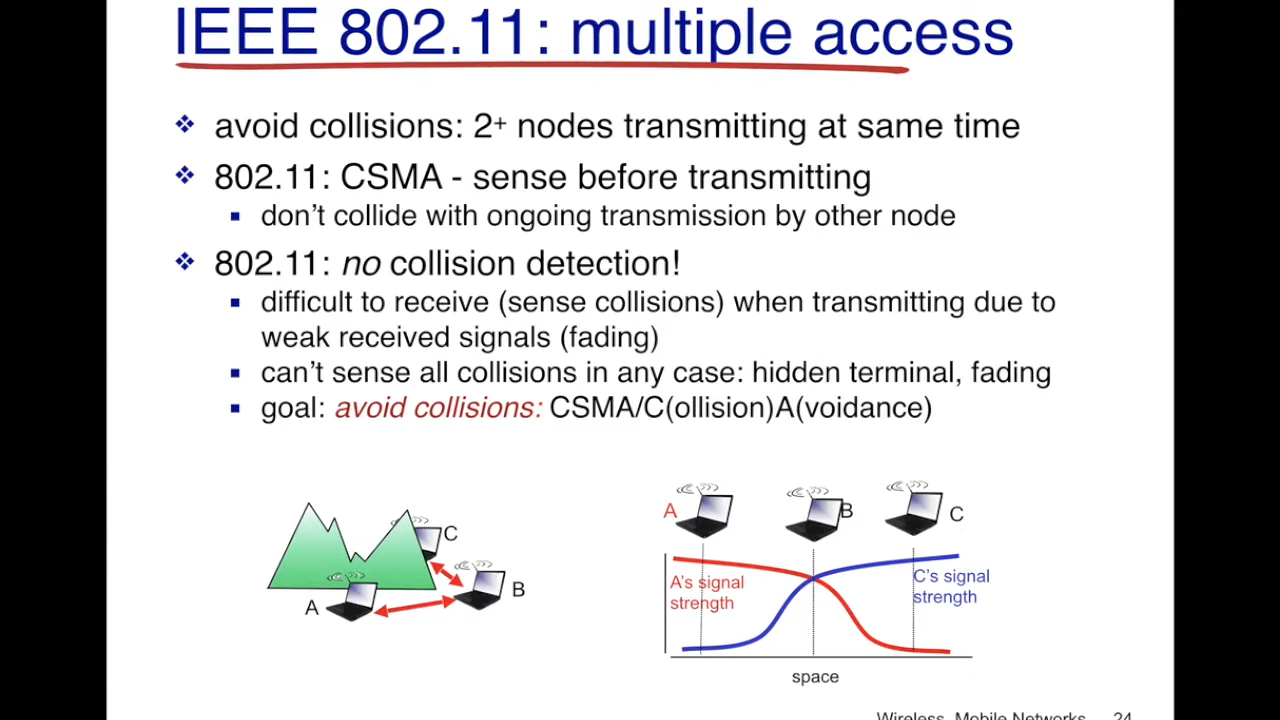 IEEE 802.11: multiple access
avoid collisions: 2+ nodes transmitting at same time
802.11: CSMA - sense before transmitting
don't collide with ongoing transmission by other node
802.11: no collision detection!
difficult to receive (sense collisions) when transmitting due to
weak received signals (fading)
can't sense all collisions in any case: hidden terminal, fading
goal: avoid collisions: CSMA/C(ollision)A(voidance)
C
B
A
A
B
C
A's signal
strength
C's signal
strength
space
Wireless, Mobile Networks 24